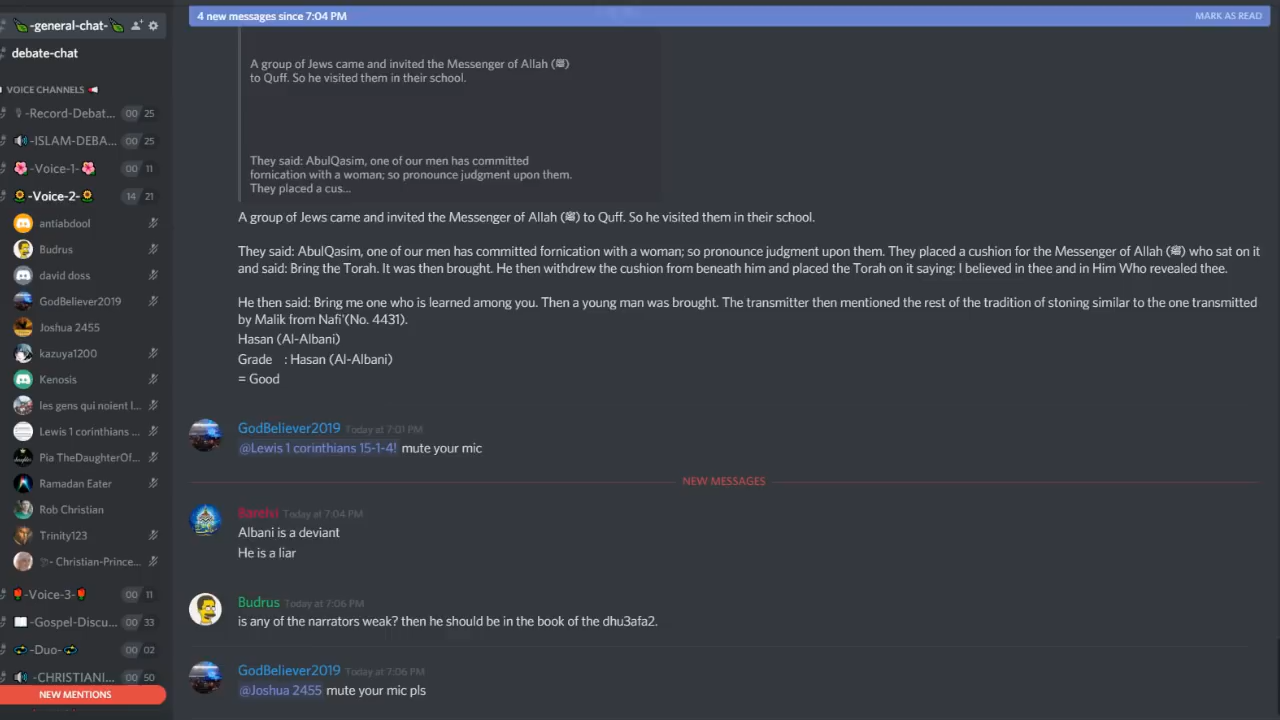 -general-chat-
debate-chat
VOICE CHANNELS
-Record-Debat... 00 25
-ISLAM-DEBA... 00 25
-Voice-1- 00 11
-Voice-2- 14 21
antiabdool
Budrus
david doss
GodBeliever2019
Joshua 2455
kazuya1200
Kenosis
les gens qui noient l...
Lewis 1 corinthians ...
Pia TheDaughterOf...
Ramadan Eater
Rob Christian
Trinity123
- Christian-Prince...
-Voice-3- 00 11
-Gospel-Discu... 00 33
-Duo- 00 02
-CHRISTIANI... 00 50
NEW MENTIONS
4 new messages since 7:04 PM MARK AS READ
A group of Jews came and invited the Messenger of Allah (ﷺ)
to Quff. So he visited them in their school.
They said: AbulQasim, one of our men has committed
fornication with a woman; so pronounce judgment upon them.
They placed a cus...
A group of Jews came and invited the Messenger of Allah (ﷺ) to Quff. So he visited them in their school.
They said: AbulQasim, one of our men has committed fornication with a woman; so pronounce judgment upon them. They placed a cushion for the Messenger of Allah (ﷺ) who sat on it
and said: Bring the Torah. It was then brought. He then withdrew the cushion from beneath him and placed the Torah on it saying: I believed in thee and in Him Who revealed thee.
He then said: Bring me one who is learned among you. Then a young man was brought. The transmitter then mentioned the rest of the tradition of stoning similar to the one transmitted
by Malik from Nafi'(No. 4431).
Hasan (Al-Albani)
Grade : Hasan (Al-Albani)
= Good
GodBeliever2019 Today at 7:01 PM
@Lewis 1 corinthians 15-1-4! mute your mic
NEW MESSAGES
Barelvi Today at 7:04 PM
Albani is a deviant
He is a liar
Budrus Today at 7:06 PM
is any of the narrators weak? then he should be in the book of the dhu3afa2.
GodBeliever2019 Today at 7:06 PM
@Joshua 2455 mute your mic pls